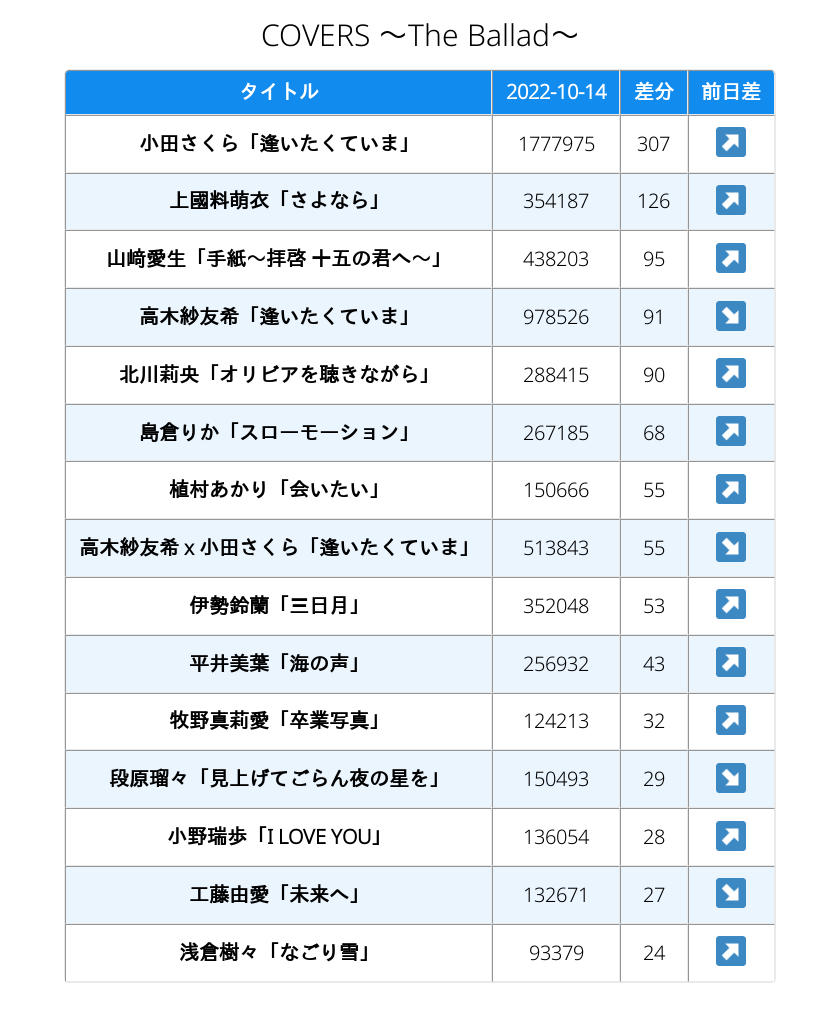 COVERS ～The Ballad～
タイトル 2022-10-14 差分 前日差
小田さくら「逢いたくていま」 1777975 307 ↗
上國料萌衣「さよなら」 354187 126 ↗
山﨑愛生「手紙～拝啓 十五の君へ～」 438203 95 ↗
高木紗友希「逢いたくていま」 978526 91 ↘
北川莉央「オリビアを聴きながら」 288415 90 ↗
島倉りか「スローモーション」 267185 68 ↗
植村あかり「会いたい」 150666 55 ↗
高木紗友希 x 小田さくら「逢いたくていま」 513843 55 ↘
伊勢鈴蘭「三日月」 352048 53 ↗
平井美葉「海の声」 256932 43 ↗
牧野真莉愛「卒業写真」 124213 32 ↗
段原瑠々「見上げてごらん夜の星を」 150493 29 ↘
小野瑞歩「I LOVE YOU」 136054 28 ↗
工藤由愛「未来へ」 132671 27 ↘
浅倉樹々「なごり雪」 93379 24 ↗